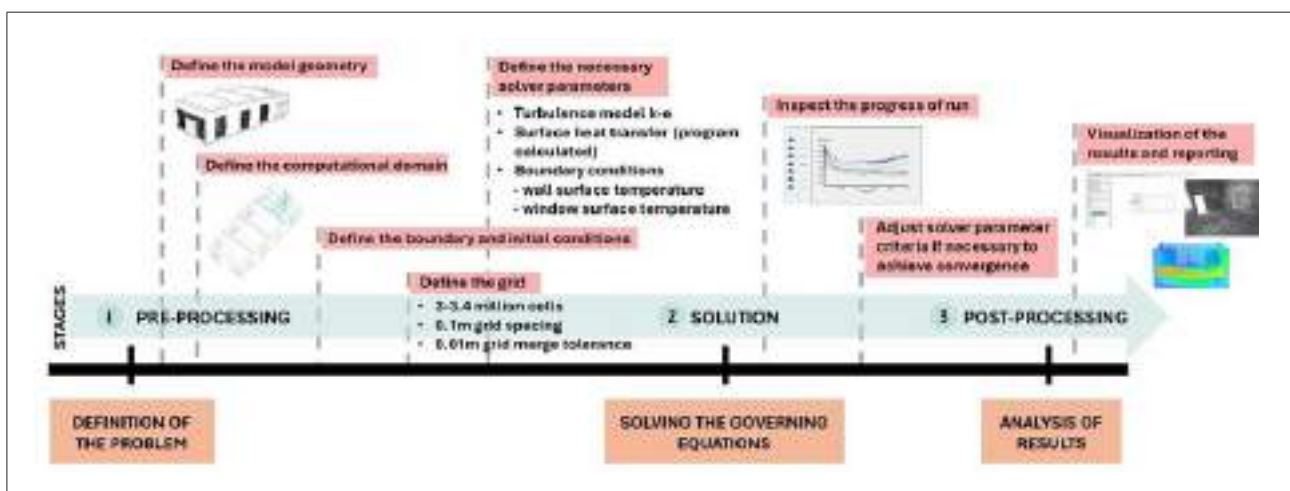 Define the model geometry
Define the computational domain
Define the boundary and initial conditions
Define the grid
• 3-3.4 million cells
• 0.1m grid spacing
• 0.01m grid merge tolerence
Define the necessary
solver parameters
• Turbulence model k-e
• Surface heat transfer (program
calculated)
• Boundary conditions
- wall surface temperature
- window surface temperature
Inspect the progress of run
Adjust solver parameter
criteria if necessary to
achieve convergence
Visualization of the
results and reporting
STAGES
1 PRE-PROCESSING
2 SOLUTION
3 POST-PROCESSING
DEFINITION OF
THE PROBLEM
SOLVING THE GOVERNING
EQUATIONS
ANALYSIS OF
RESULTS